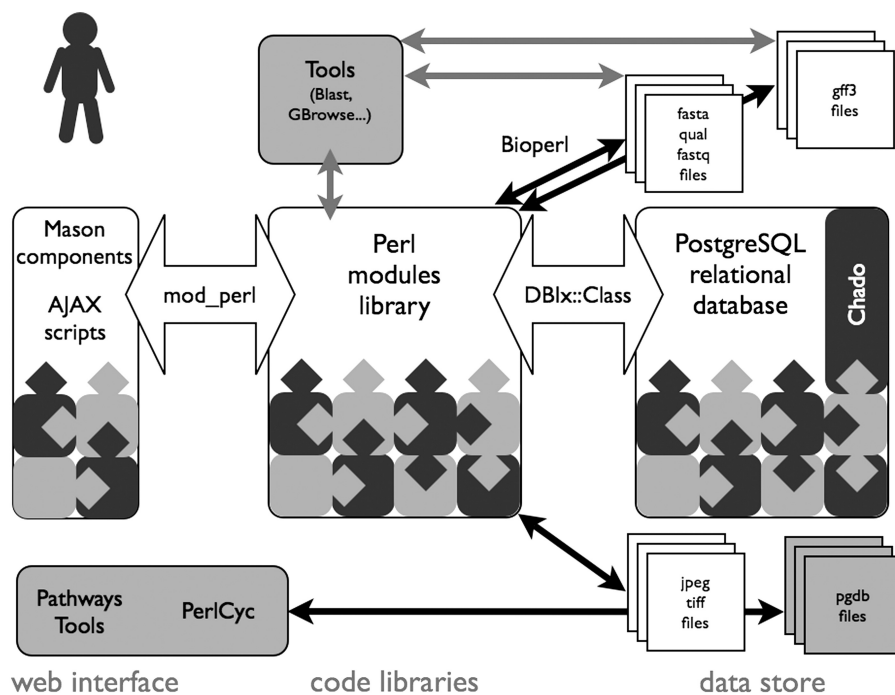 Tools
(Blast,
GBrowse...)
gff3
files
fasta
qual
fastq
files
Bioperl
Mason
components
AJAX
scripts
mod_perl
Perl
modules
library
DBIx::Class
PostgreSQL
relational
database
Chado
jpeg
tiff
files
pgdb
files
Pathways
Tools
PerlCyc
web interface
code libraries
data store